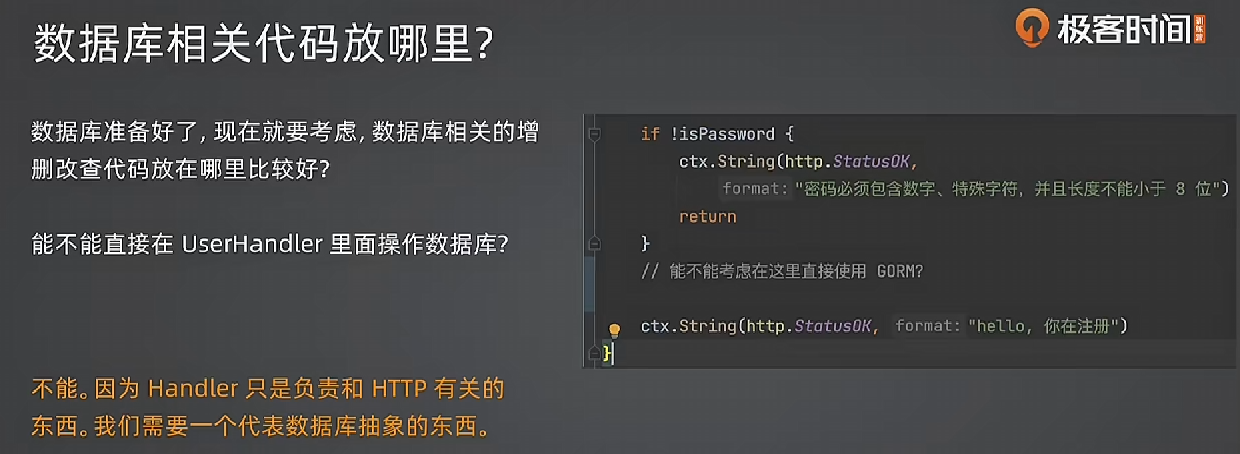 数据库相关代码放哪里?
极客时间
训练营
数据库准备好了, 现在就要考虑, 数据库相关的增
删改查代码放在哪里比较好?
能不能直接在 UserHandler 里面操作数据库?
不能。因为 Handler 只是负责和 HTTP 有关的
东西。我们需要一个代表数据库抽象的东西。
if !isPassword {
ctx.String(http.StatusOK,
format: "密码必须包含数字、特殊字符, 并且长度不能小于 8 位")
return
}
// 能不能考虑在这里直接使用 GORM?
ctx.String(http.StatusOK, format: "hello, 你在注册")
}